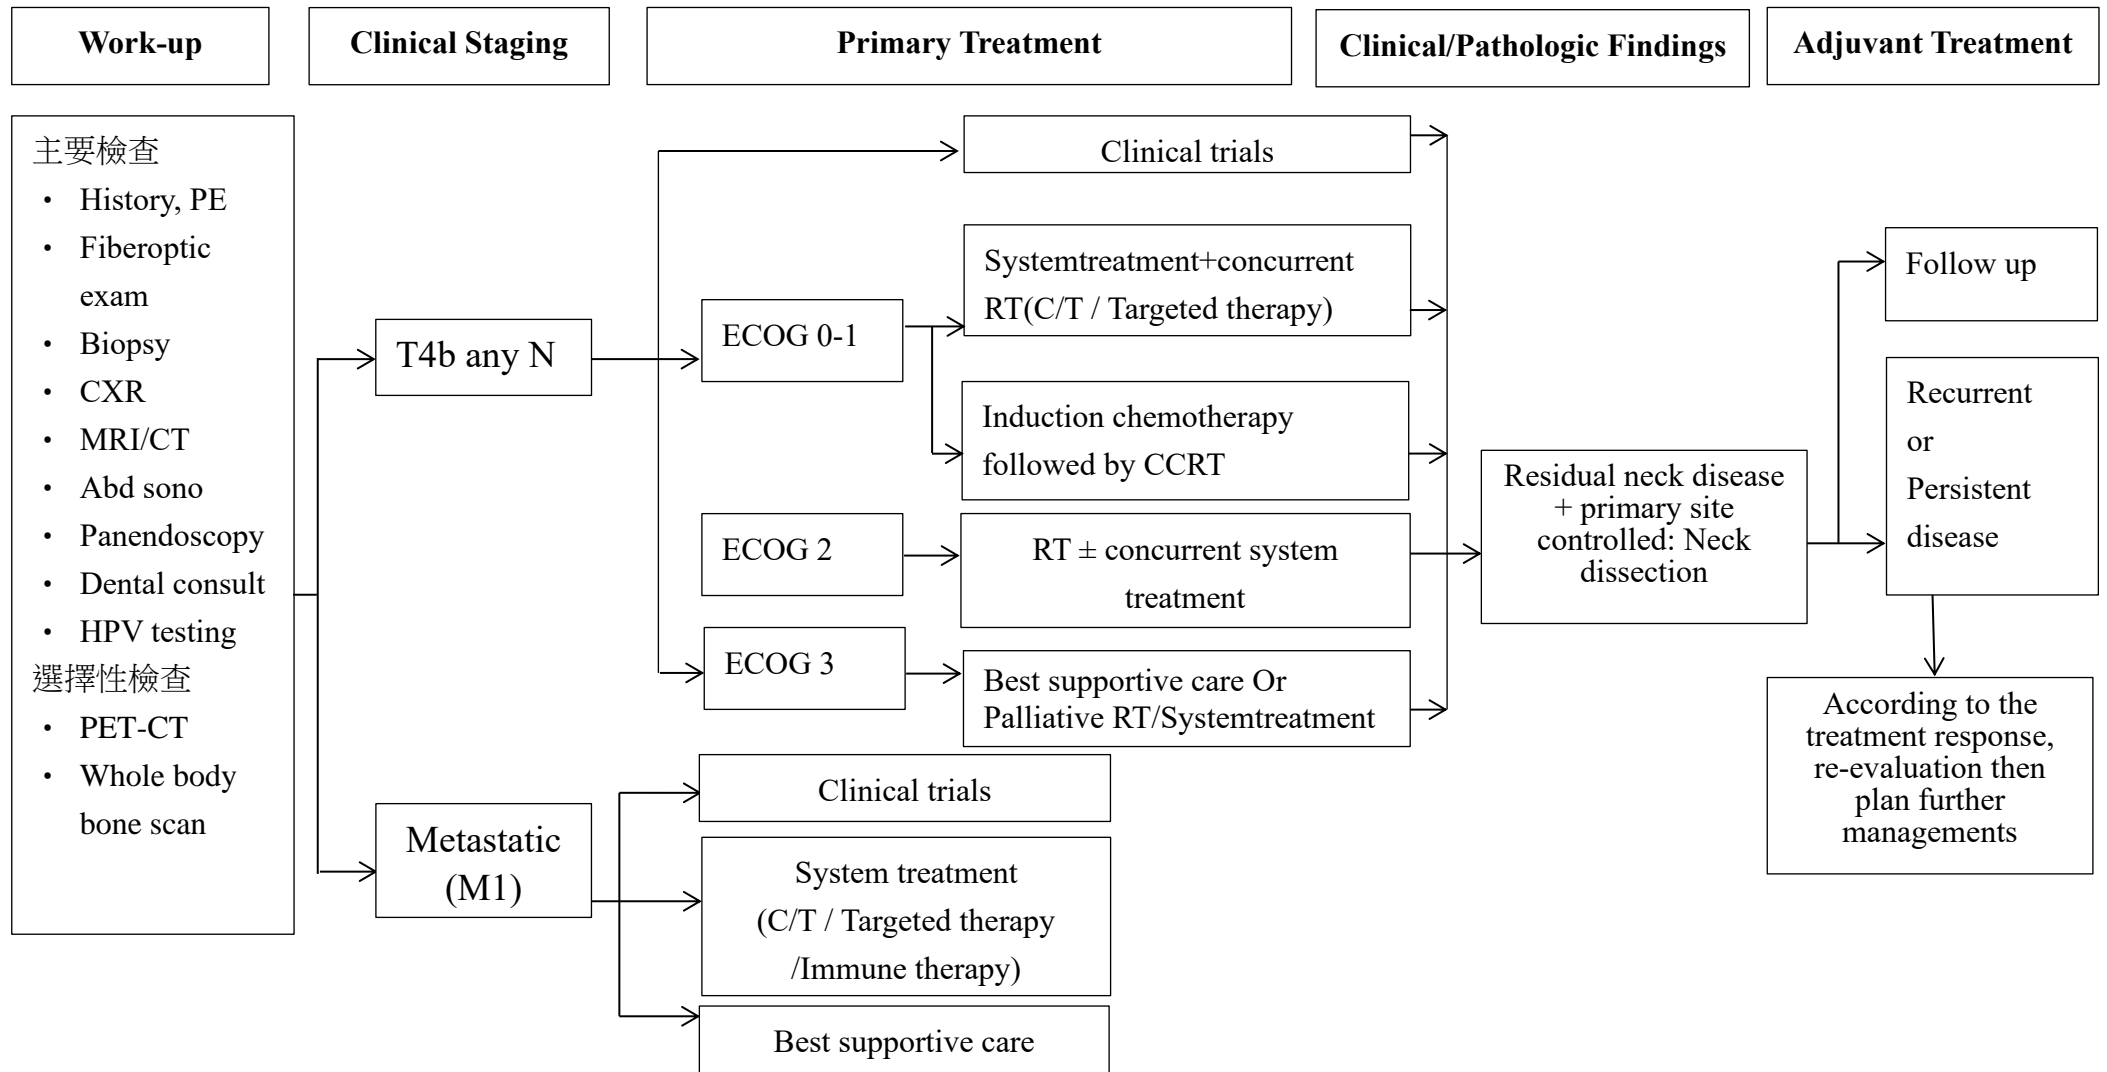 Work-up
Clinical Staging
Primary Treatment
Clinical/Pathologic Findings
Adjuvant Treatment
主要檢查
• History, PE
• Fiberoptic
exam
• Biopsy
• CXR
• MRI/CT
• Abd sono
• Panendoscopy
• Dental consult
• HPV testing
選擇性檢查
• PET-CT
• Whole body
bone scan
T4b any N
Metastatic
(M1)
ECOG 0-1
ECOG 2
ECOG 3
Clinical trials
Systemtreatment+concurrent
RT(C/T / Targeted therapy)
Induction chemotherapy
followed by CCRT
RT ± concurrent system
treatment
Best supportive care Or
Palliative RT/Systemtreatment
Clinical trials
System treatment
(C/T / Targeted therapy
/Immune therapy)
Best supportive care
Residual neck disease
+ primary site
controlled: Neck
dissection
Follow up
Recurrent
or
Persistent
disease
According to the
treatment response,
re-evaluation then
plan further
managements